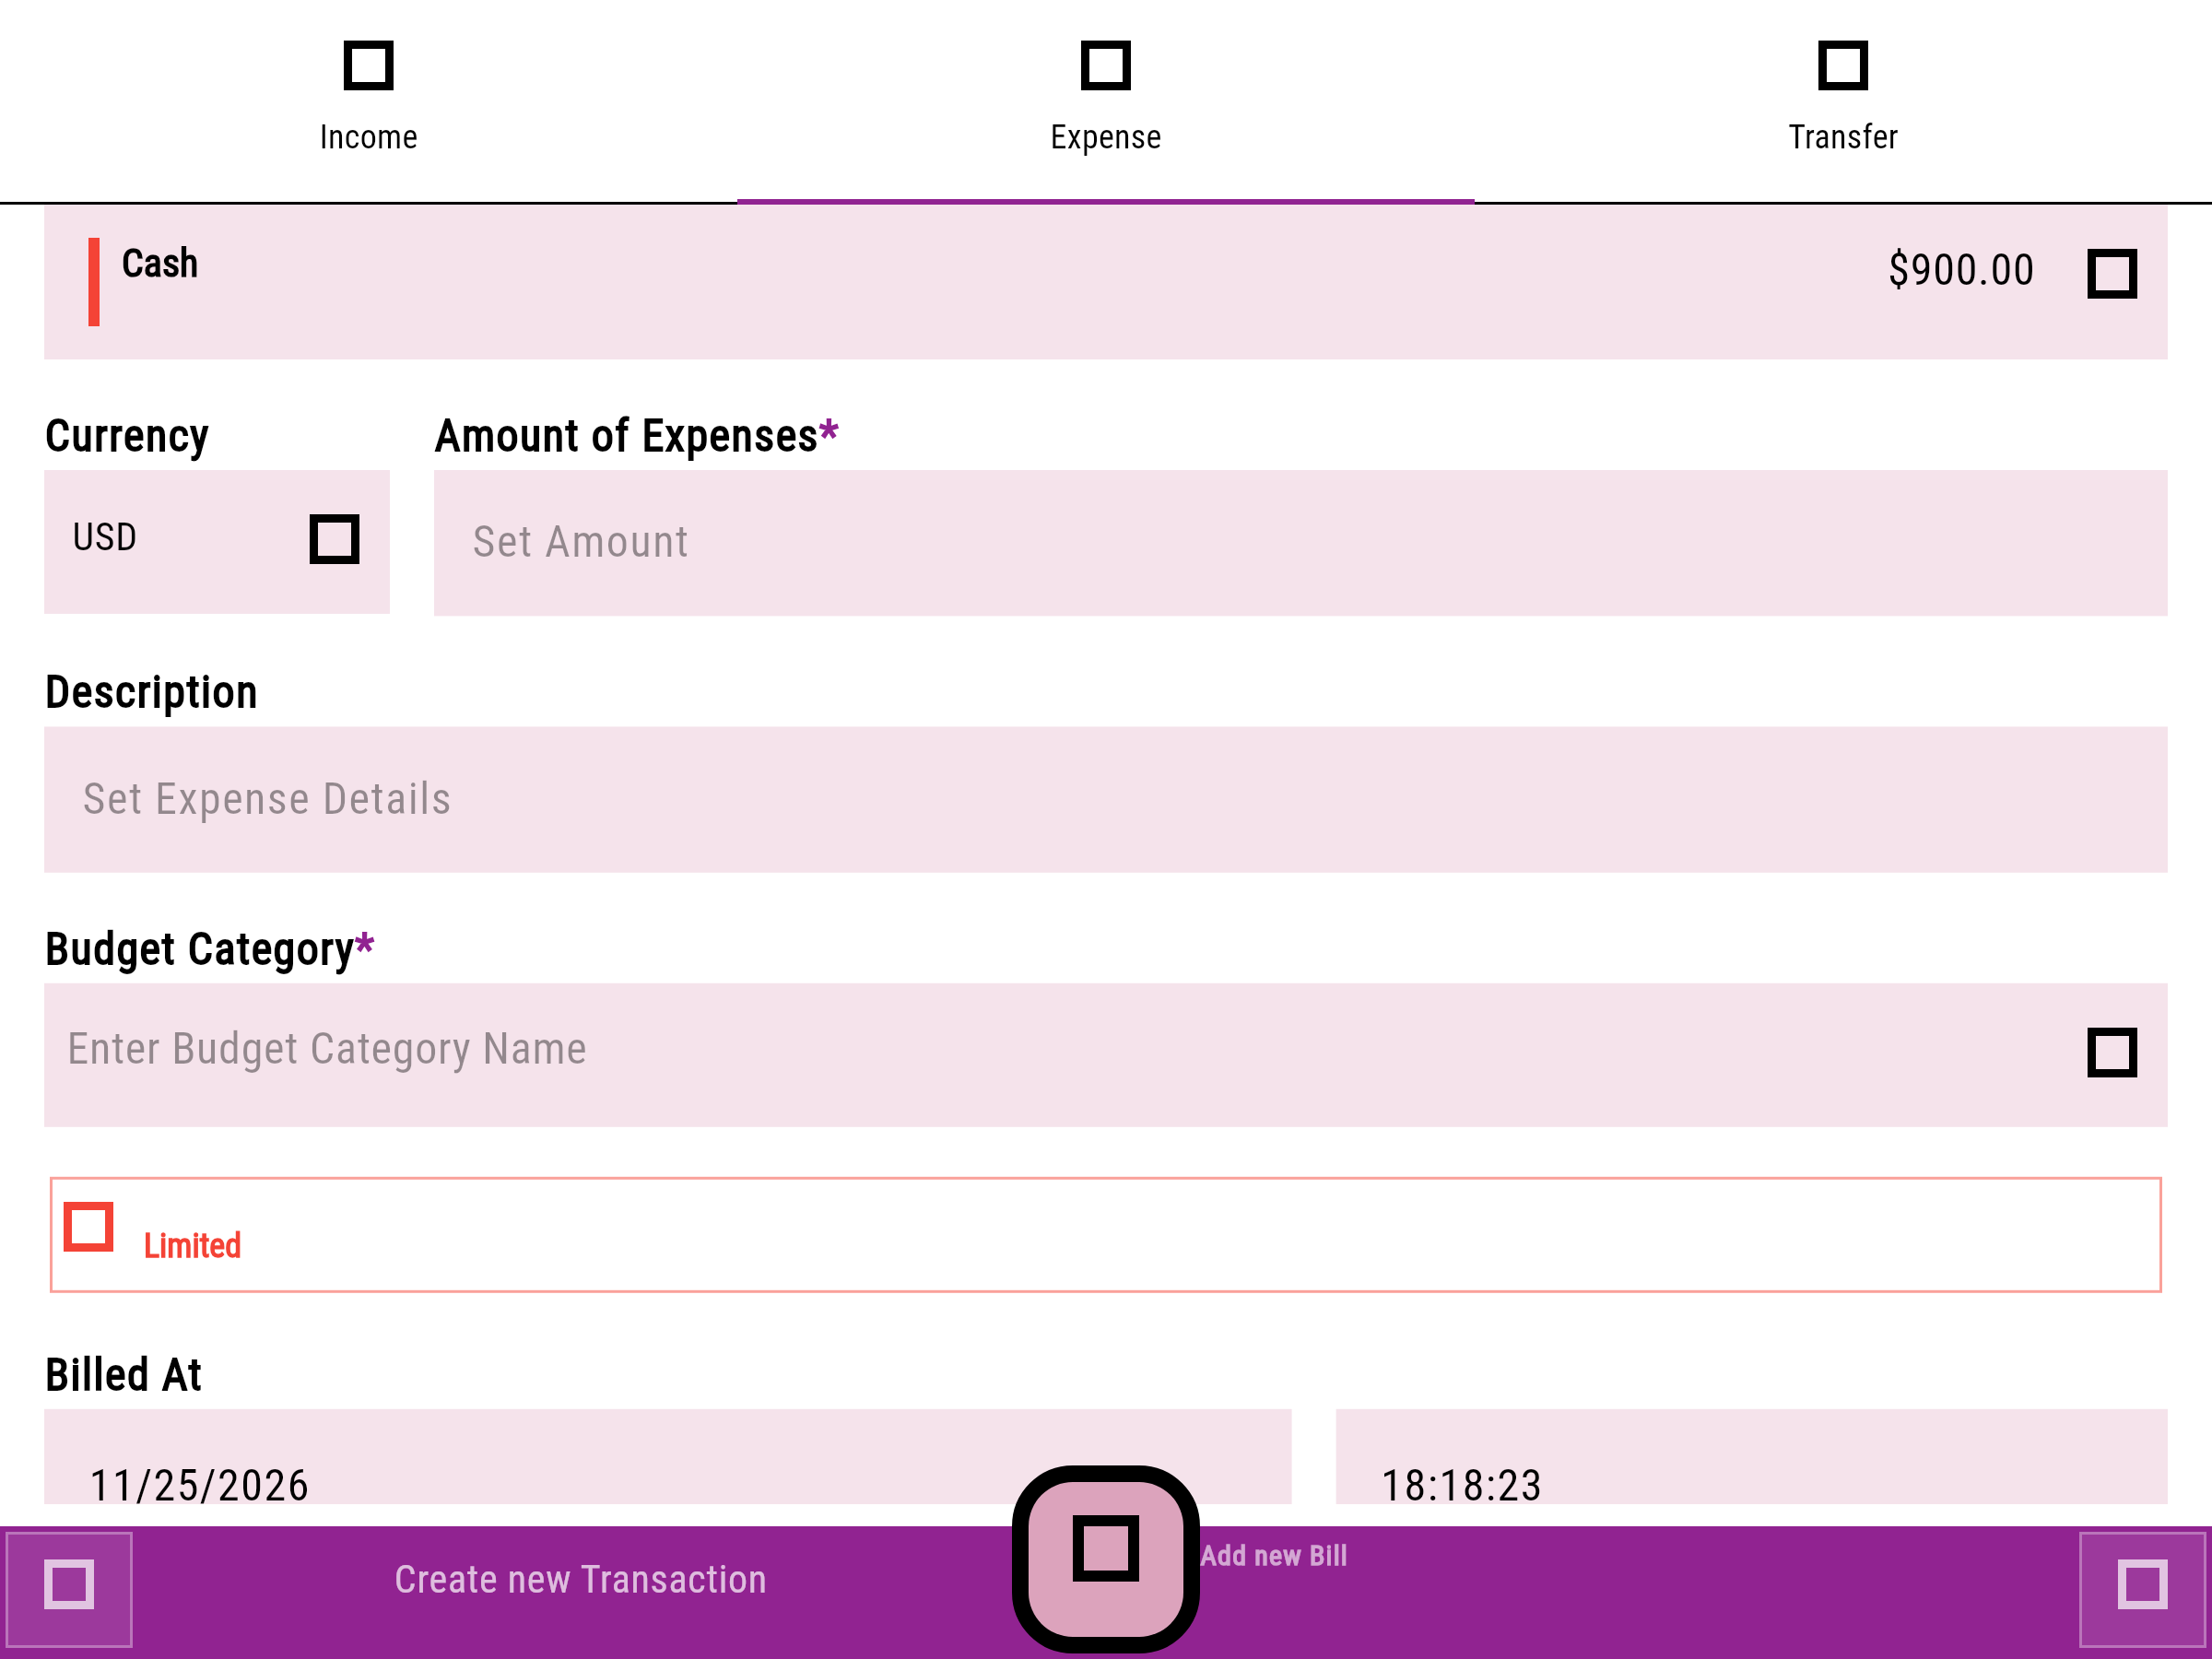 Income
Expense
Transfer
Cash
$900.00
Currency
Amount of Expenses*
USD
Set Amount
Description
Set Expense Details
Budget Category*
Enter Budget Category Name
Limited
Billed At
11/25/2026
18:18:23
Create new Transaction
Add new Bill